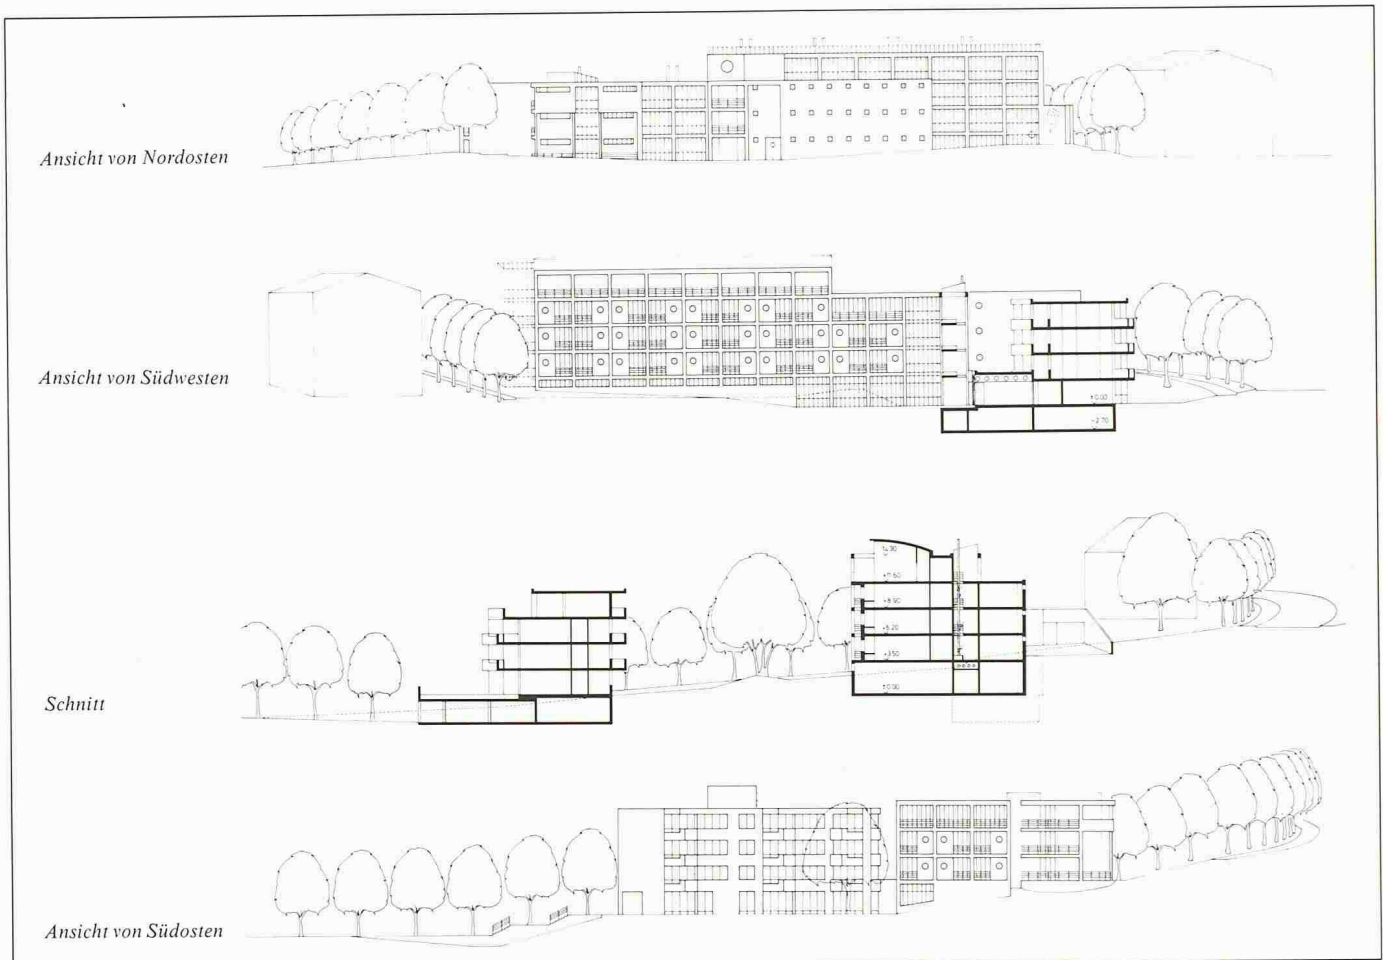 Ansicht von Nordosten
Ansicht von Südwesten
±0.00
-2.70
14.30
+11.60
+8.90
+6.20
+3.50
±0.00
Schnitt
Ansicht von Südosten